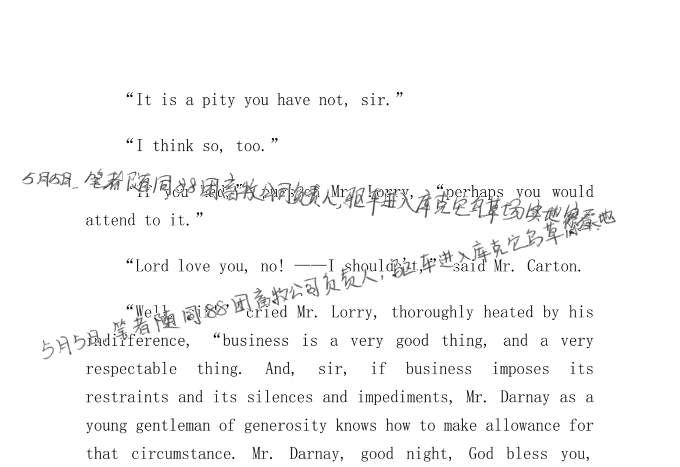 “It is a pity you have not, sir.”
“I think so, too.”
5月5日,笔者随同88团畜牧公司负责人,驱车进入库克它乌草场实地
“If you had,” pursued Mr. Lorry, “perhaps you would
attend to it.”
“Lord love you, no! ——I shouldn't,” said Mr. Carton.
5月5日,笔者随同88团畜牧公司负责人,驱车进入库克它乌草
“Well, sir!” cried Mr. Lorry, thoroughly heated by his
indifference, “business is a very good thing, and a very
respectable thing. And, sir, if business imposes its
restraints and its silences and impediments, Mr. Darnay as a
young gentleman of generosity knows how to make allowance for
that circumstance. Mr. Darnay, good night, God bless you,